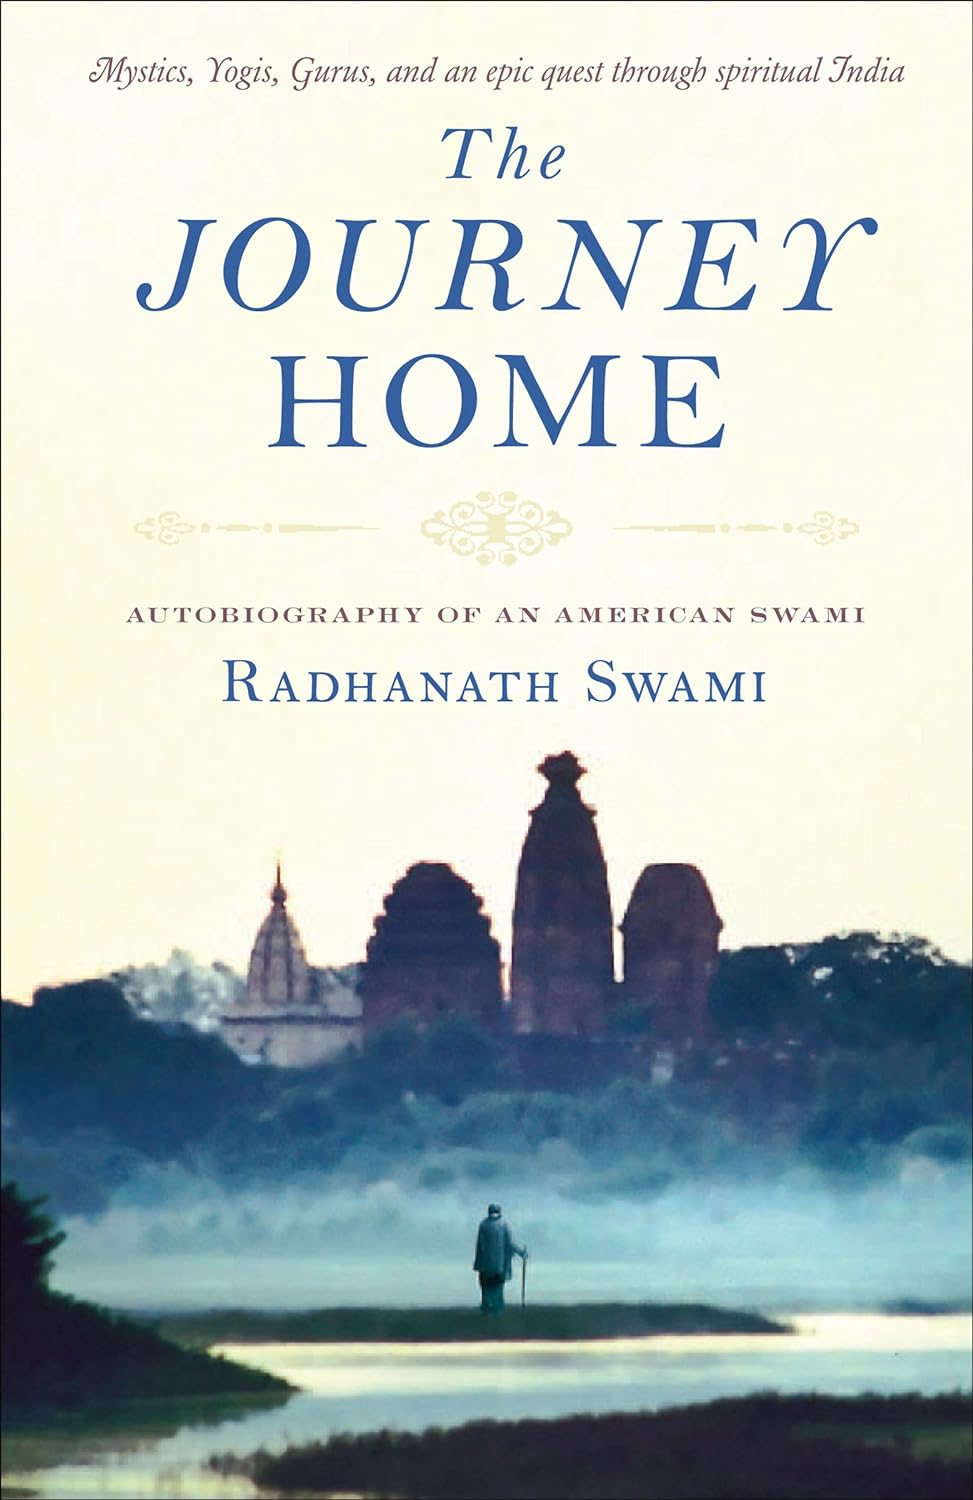 Mystics, Yogis, Gurus, and an epic quest through spiritual India
The
JOURNEY
HOME
AUTOBIOGRAPHY OF AN AMERICAN SWAMI
RADHANATH SWAMI